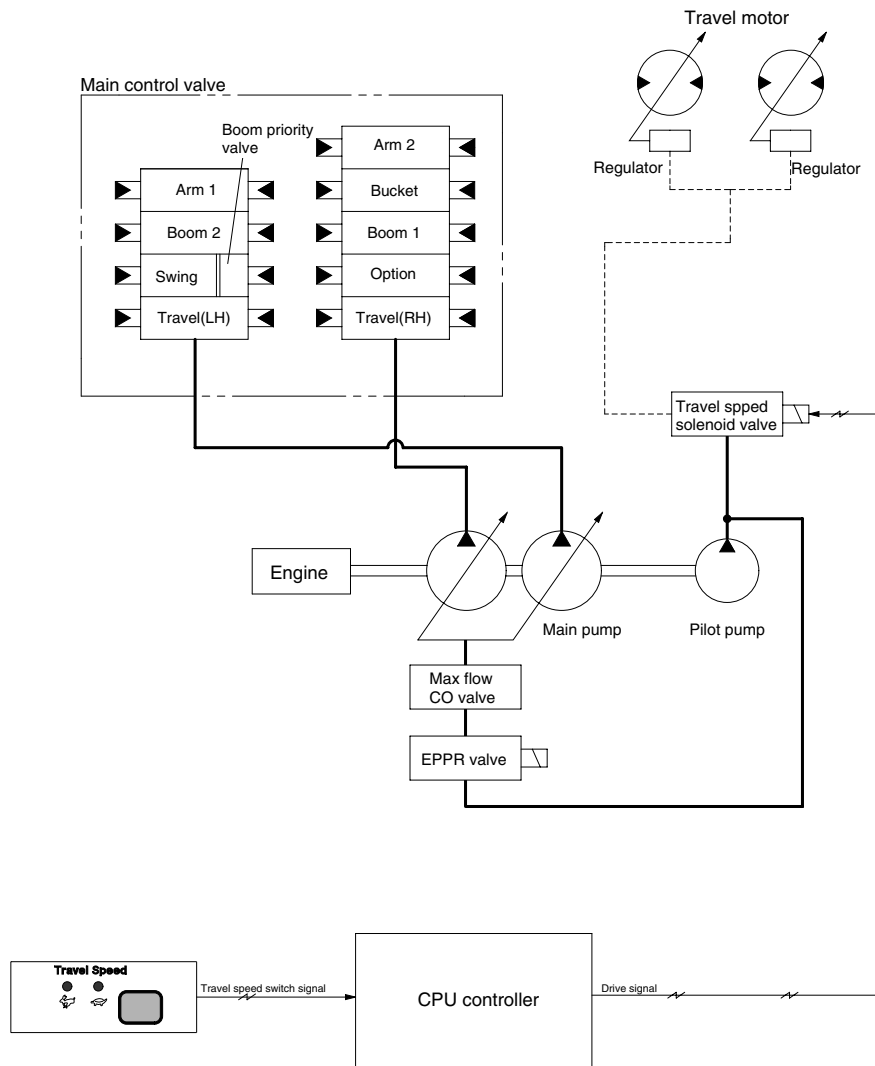 Travel motor
Main control valve
Boom priority
valve
Arm 2
Regulator
Regulator
Arm 1
Bucket
Boom 2
Boom 1
Swing
Option
Travel(LH)
Travel(RH)
Travel spped
solenoid valve
Engine
Main pump
Pilot pump
Max flow
CO valve
EPPR valve
Travel Speed
Travel speed switch signal
CPU controller
Drive signal